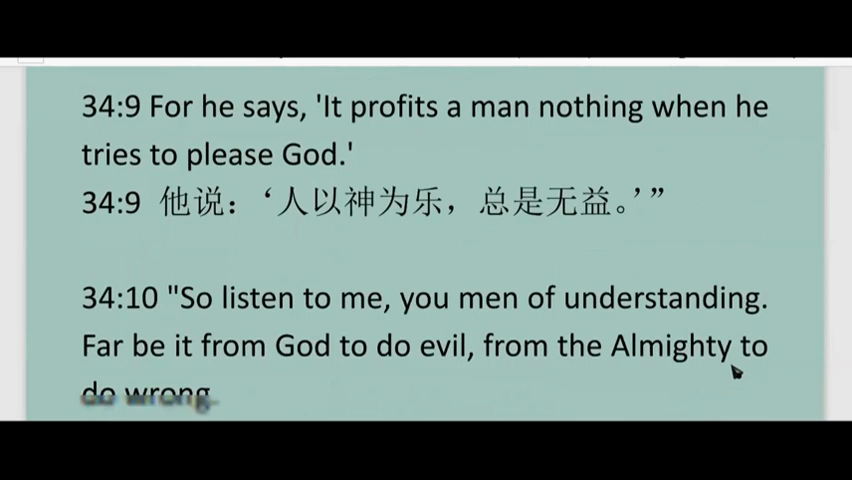 34:9 For he says, 'It profits a man nothing when he
tries to please God.'
34:9 他说：‘人以神为乐，总是无益。’”
34:10 "So listen to me, you men of understanding.
Far be it from God to do evil, from the Almighty to
do wrong.